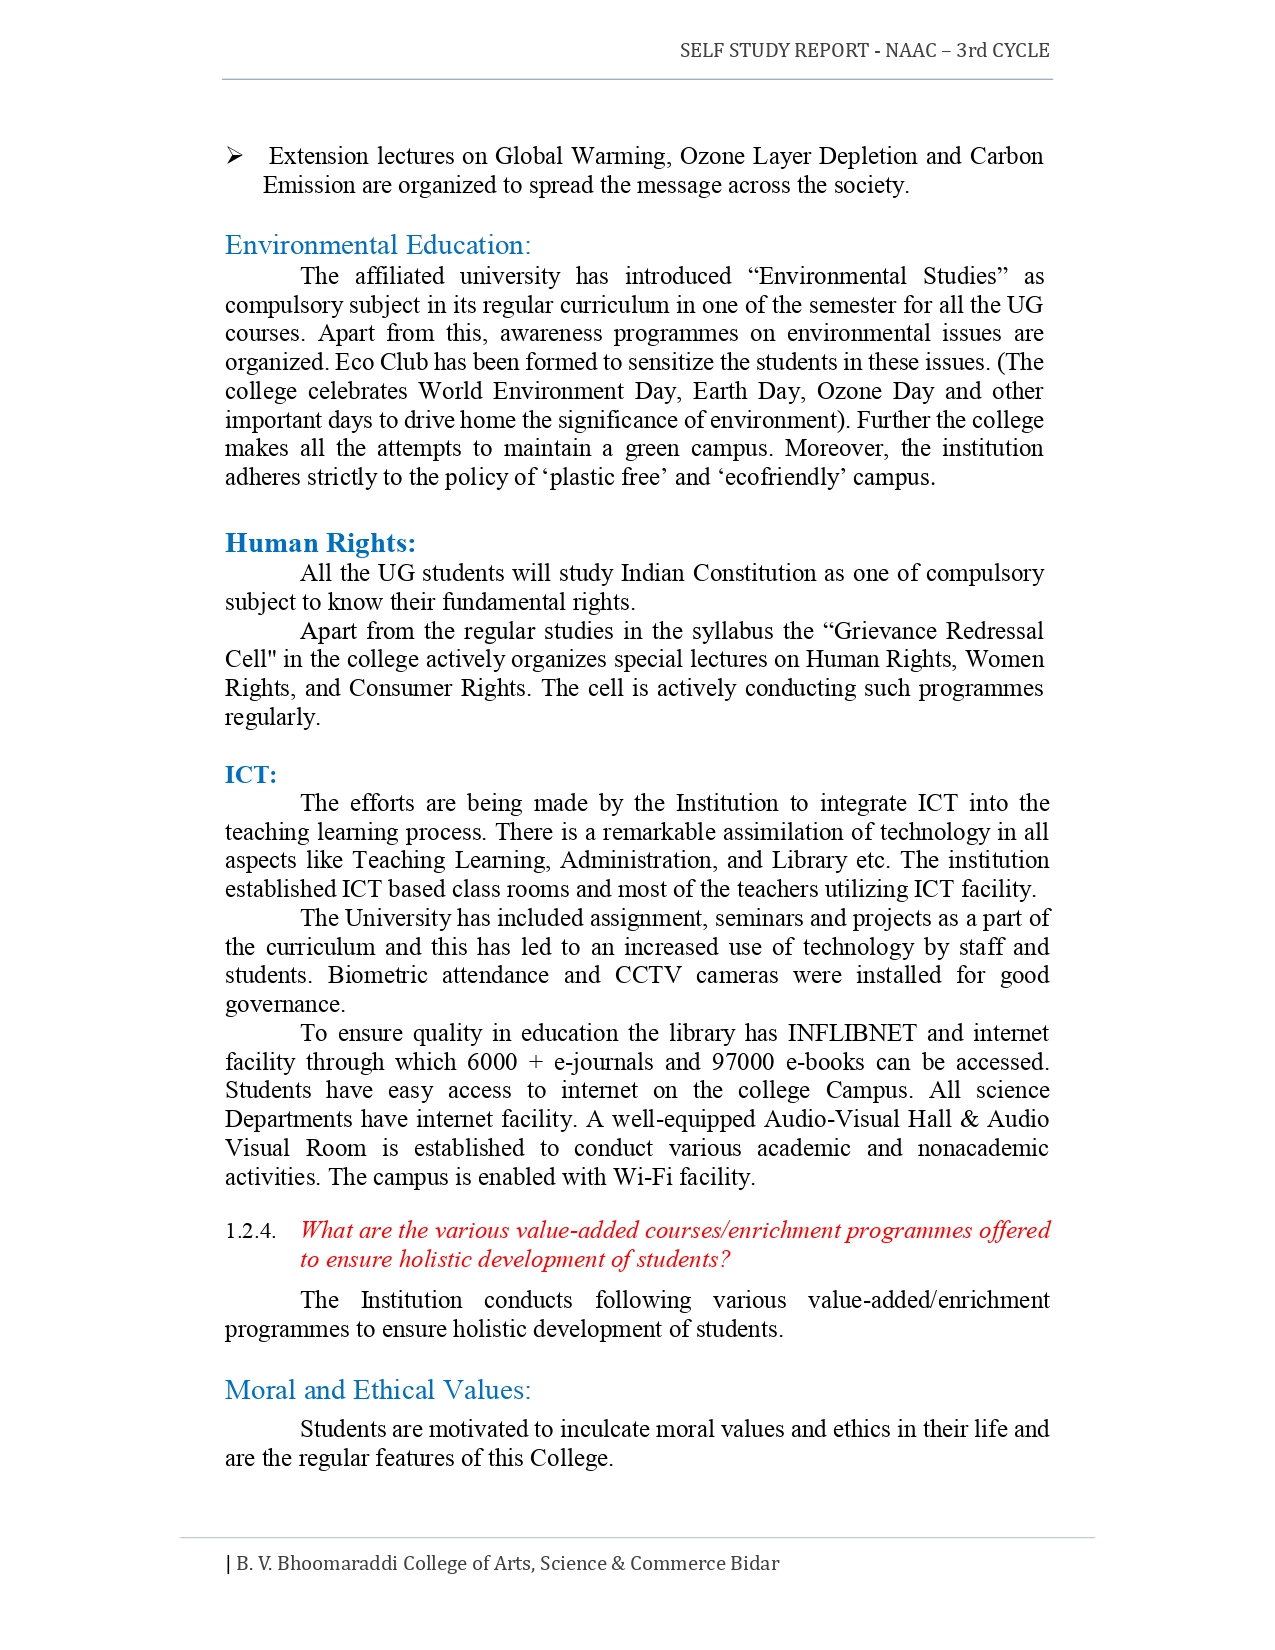 SELF STUDY REPORT - NAAC – 3rd CYCLE
➢ Extension lectures on Global Warming, Ozone Layer Depletion and Carbon
Emission are organized to spread the message across the society.
Environmental Education:
The affiliated university has introduced “Environmental Studies” as
compulsory subject in its regular curriculum in one of the semester for all the UG
courses. Apart from this, awareness programmes on environmental issues are
organized. Eco Club has been formed to sensitize the students in these issues. (The
college celebrates World Environment Day, Earth Day, Ozone Day and other
important days to drive home the significance of environment). Further the college
makes all the attempts to maintain a green campus. Moreover, the institution
adheres strictly to the policy of ‘plastic free’ and ‘ecofriendly’ campus.
Human Rights:
All the UG students will study Indian Constitution as one of compulsory
subject to know their fundamental rights.
Apart from the regular studies in the syllabus the “Grievance Redressal
Cell" in the college actively organizes special lectures on Human Rights, Women
Rights, and Consumer Rights. The cell is actively conducting such programmes
regularly.
ICT:
The efforts are being made by the Institution to integrate ICT into the
teaching learning process. There is a remarkable assimilation of technology in all
aspects like Teaching Learning, Administration, and Library etc. The institution
established ICT based class rooms and most of the teachers utilizing ICT facility.
The University has included assignment, seminars and projects as a part of
the curriculum and this has led to an increased use of technology by staff and
students. Biometric attendance and CCTV cameras were installed for good
governance.
To ensure quality in education the library has INFLIBNET and internet
facility through which 6000 + e-journals and 97000 e-books can be accessed.
Students have easy access to internet on the college Campus. All science
Departments have internet facility. A well-equipped Audio-Visual Hall & Audio
Visual Room is established to conduct various academic and nonacademic
activities. The campus is enabled with Wi-Fi facility.
1.2.4. What are the various value-added courses/enrichment programmes offered
to ensure holistic development of students?
The Institution conducts following various value-added/enrichment
programmes to ensure holistic development of students.
Moral and Ethical Values:
Students are motivated to inculcate moral values and ethics in their life and
are the regular features of this College.
| B. V. Bhoomaraddi College of Arts, Science & Commerce Bidar